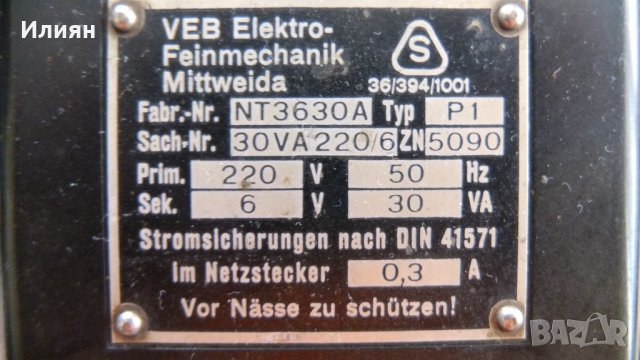 Илиян
VEB Elektro-
Feinmechanik
Mittweida
S
36/394/1001
Fabr.-Nr. NT3630A Typ P1
Sach-Nr. 30VA220/6 ZN 5090
Prim. 220 V 50 Hz
Sek. 6 V 30 VA
Stromsicherungen nach DIN 41571
im Netzstecker 0,3 A
Vor Nässe zu schützen!
BAZAR